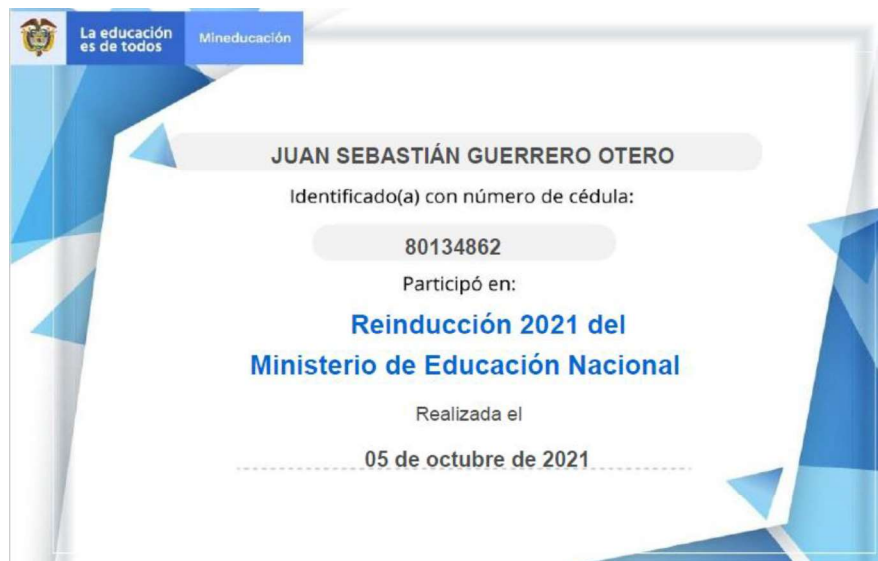 La educación
es de todos
Mineducación
JUAN SEBASTIÁN GUERRERO OTERO
Identificado(a) con número de cédula:
80134862
Participó en:
Reinducción 2021 del
Ministerio de Educación Nacional
Realizada el
05 de octubre de 2021